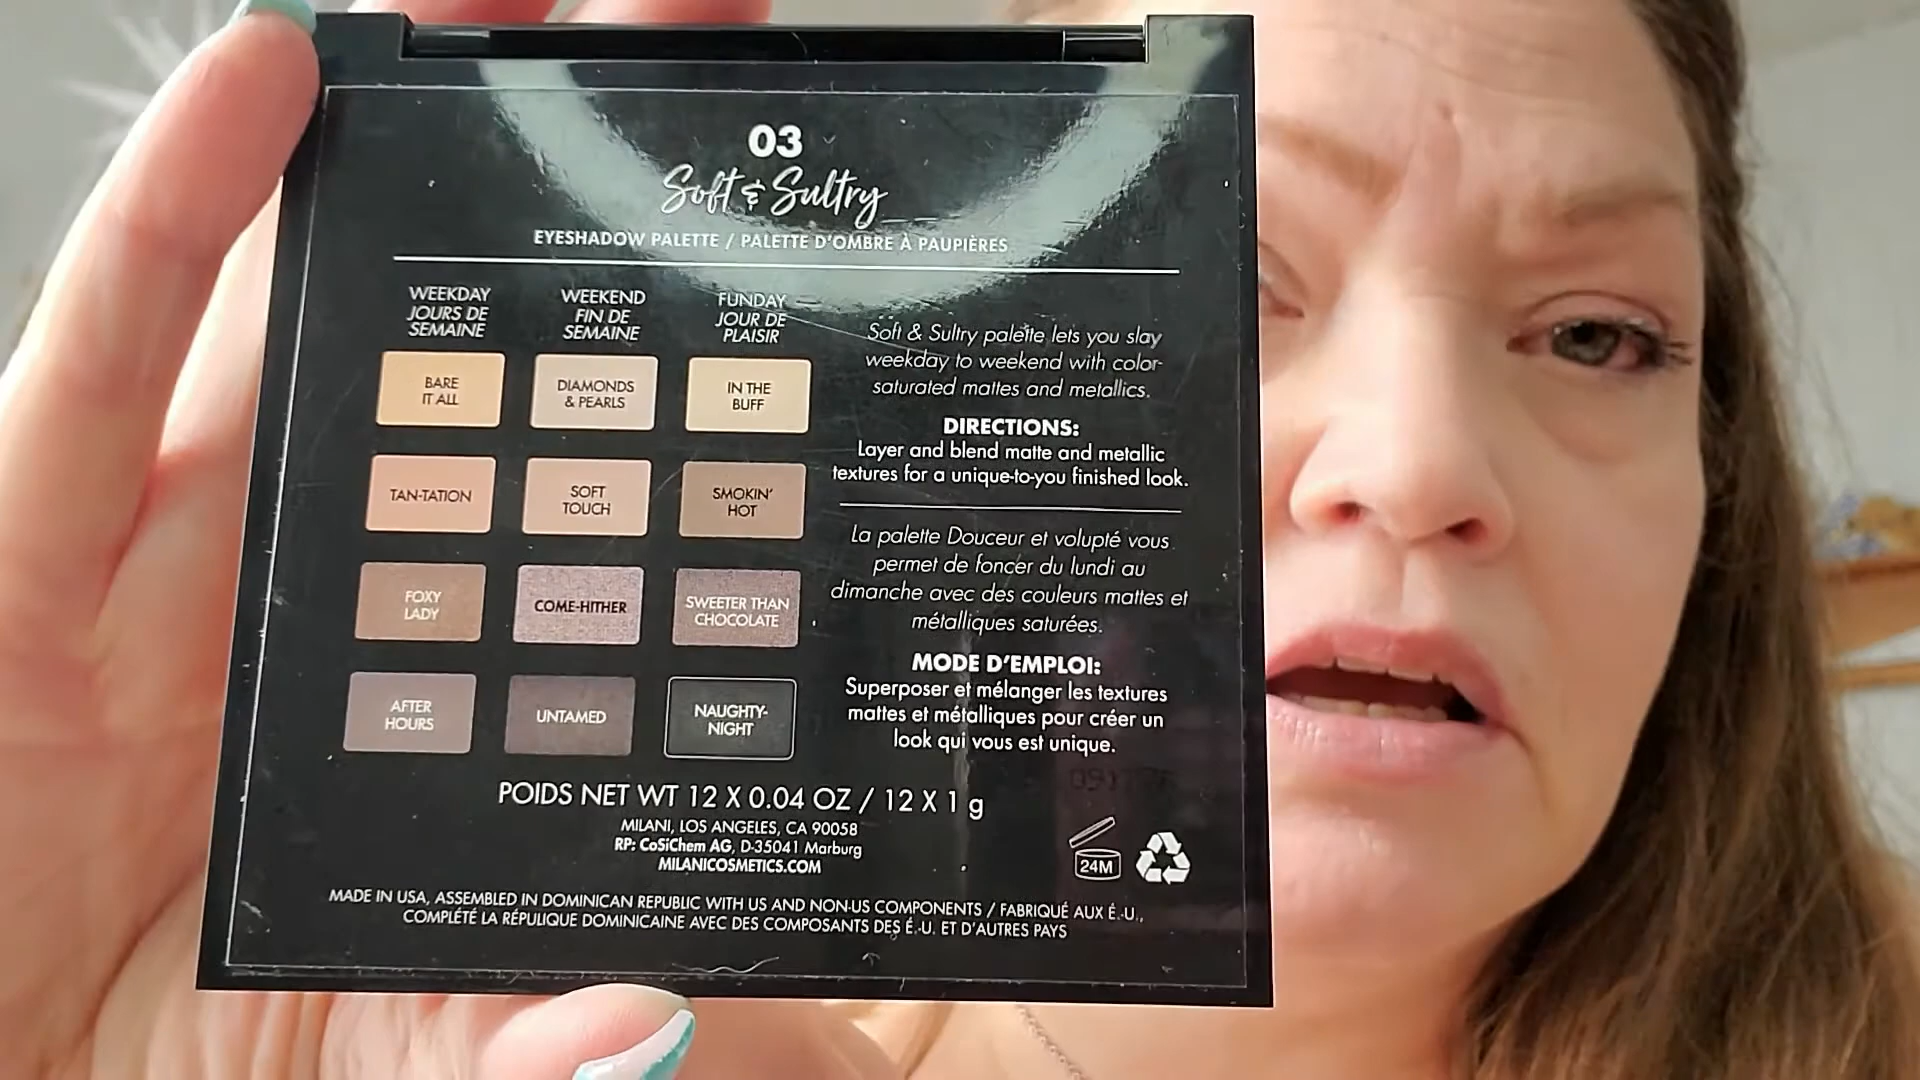 03
Soft & Sultry
EYESHADOW PALETTE / PALETTE D'OMBRE À PAUPIÈRES
WEEKDAY
JOURS DE
SEMAINE
WEEKEND
FIN DE
SEMAINE
FUNDAY
JOUR DE
PLAISIR
BARE
IT ALL
DIAMONDS
& PEARLS
IN THE
BUFF
TAN-TATION
SOFT
TOUCH
SMOKIN'
HOT
FOXY
LADY
COME-HITHER
SWEETER THAN
CHOCOLATE
AFTER
HOURS
UNTAMED
NAUGHTY-
NIGHT
Soft & Sultry palette lets you slay
weekday to weekend with color-
saturated mattes and metallics.
DIRECTIONS:
Layer and blend matte and metallic
textures for a unique-to-you finished look.
La palette Douceur et volupté vous
permet de foncer du lundi au
dimanche avec des couleurs mattes et
métalliques saturées.
MODE D'EMPLOI:
Superposer et mélanger les textures
mattes et métalliques pour créer un
look qui vous est unique.
POIDS NET WT 12 X 0.04 OZ / 12 X 1 g
MILANI, LOS ANGELES, CA 90058
RP: CoSiChem AG, D-35041 Marburg
MILANICOSMETICS.COM
24M
MADE IN USA, ASSEMBLED IN DOMINICAN REPUBLIC WITH US AND NON-US COMPONENTS / FABRIQUÉ AUX É.-U.,
COMPLÉTÉ LA RÉPULIQUE DOMINICAINE AVEC DES COMPOSANTS DES É.-U. ET D'AUTRES PAYS